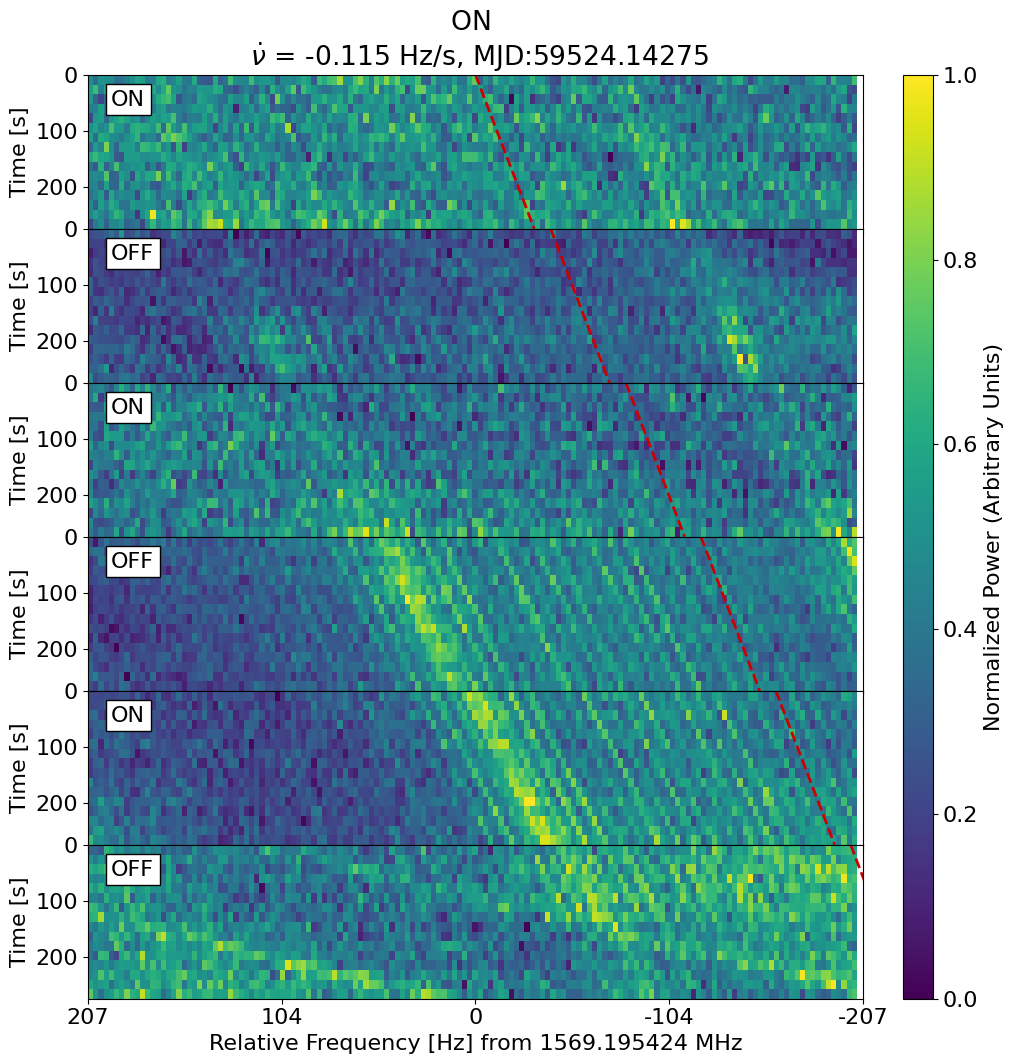 ON
ν̇ = -0.115 Hz/s, MJD:59524.14275
0
ON
Time [s]
100
200
0
OFF
Time [s]
100
200
0
ON
Time [s]
100
200
0
OFF
Time [s]
100
200
0
ON
Time [s]
100
200
0
OFF
Time [s]
100
200
207 104 0 -104 -207
Relative Frequency [Hz] from 1569.195424 MHz
1.0
0.8
0.6
0.4
0.2
0.0
Normalized Power (Arbitrary Units)